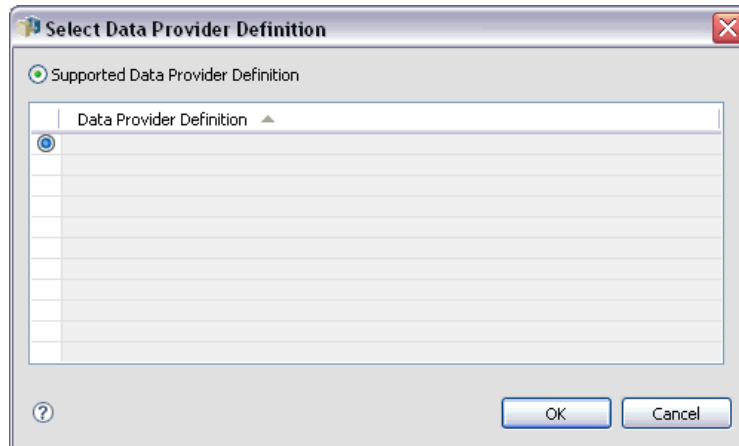 Select Data Provider Definition
Supported Data Provider Definition
Data Provider Definition
?
OK
Cancel